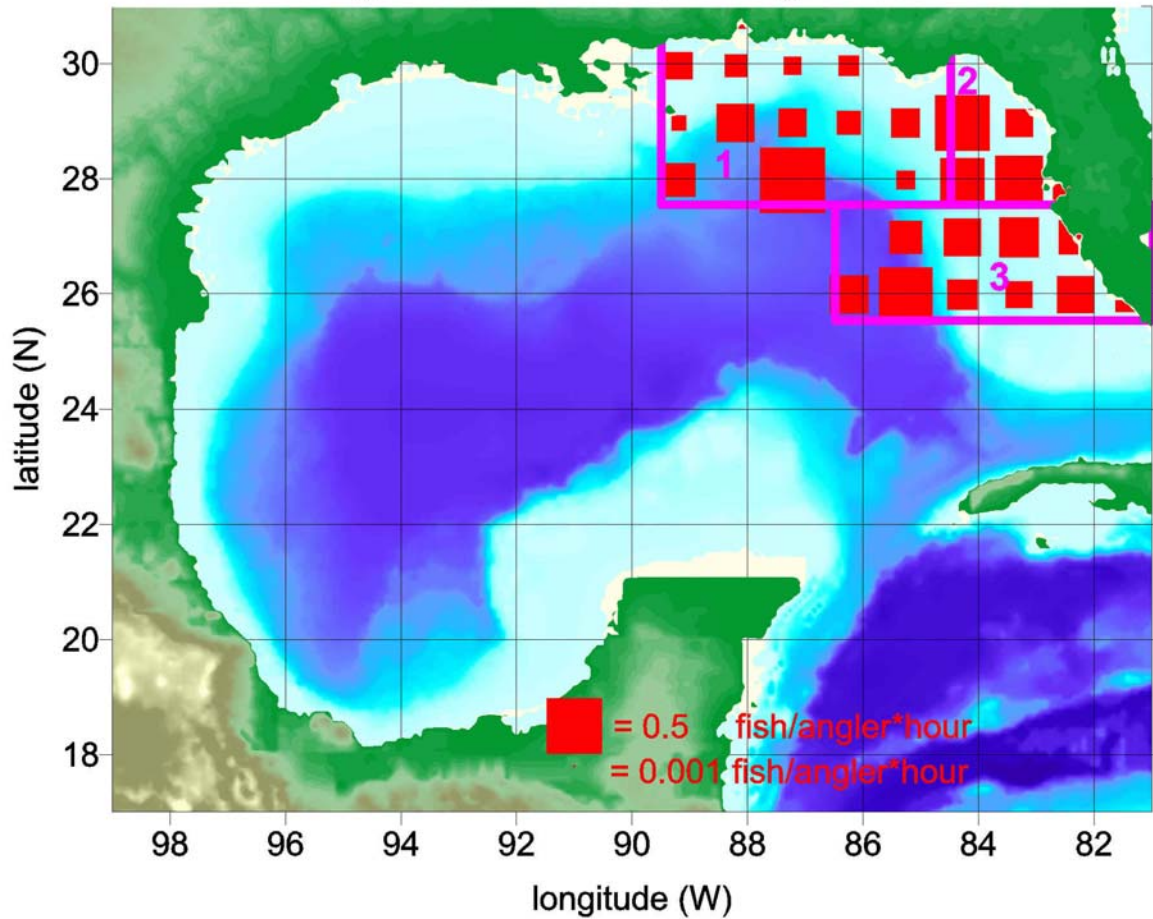 30
28
26
24
22
20
18
latitude (N)
2
1
3
= 0.5 fish/angler*hour
= 0.001 fish/angler*hour
98 96 94 92 90 88 86 84 82
longitude (W)